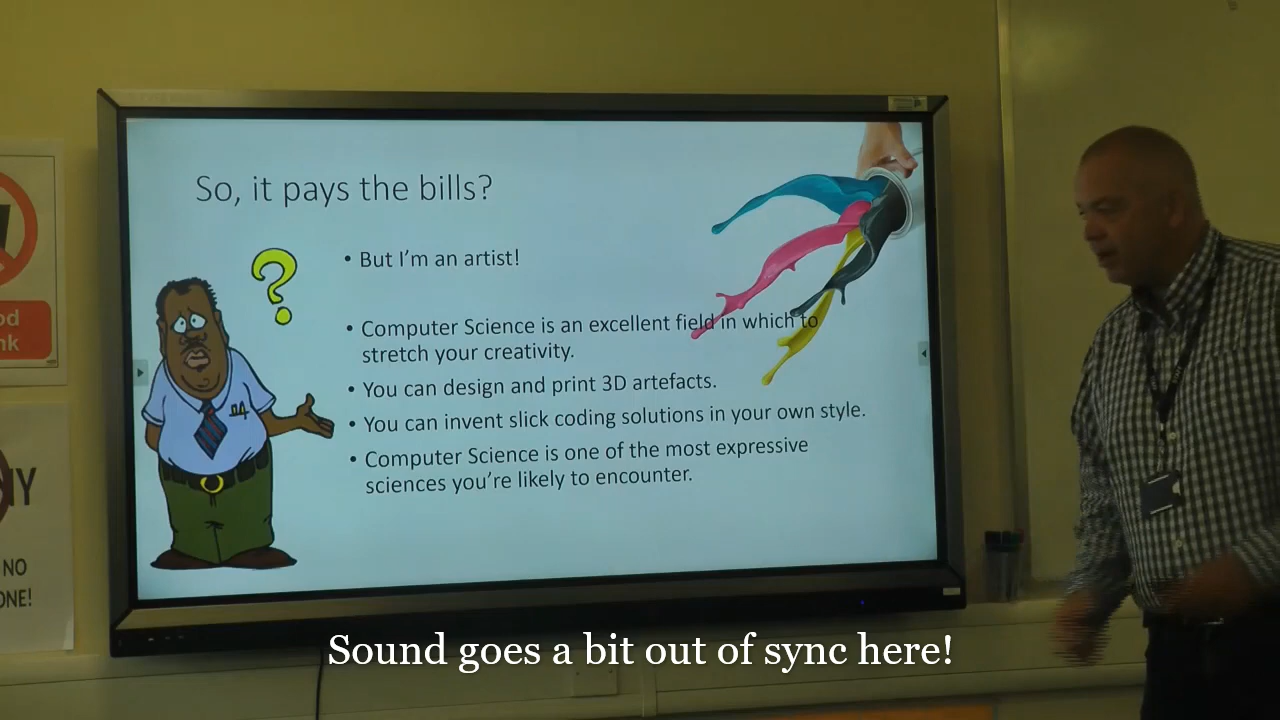 So, it pays the bills?
• But I'm an artist!
• Computer Science is an excellent field in which to
stretch your creativity.
• You can design and print 3D artefacts.
• You can invent slick coding solutions in your own style.
• Computer Science is one of the most expressive
sciences you're likely to encounter.
NO
Sound goes a bit out of sync here!